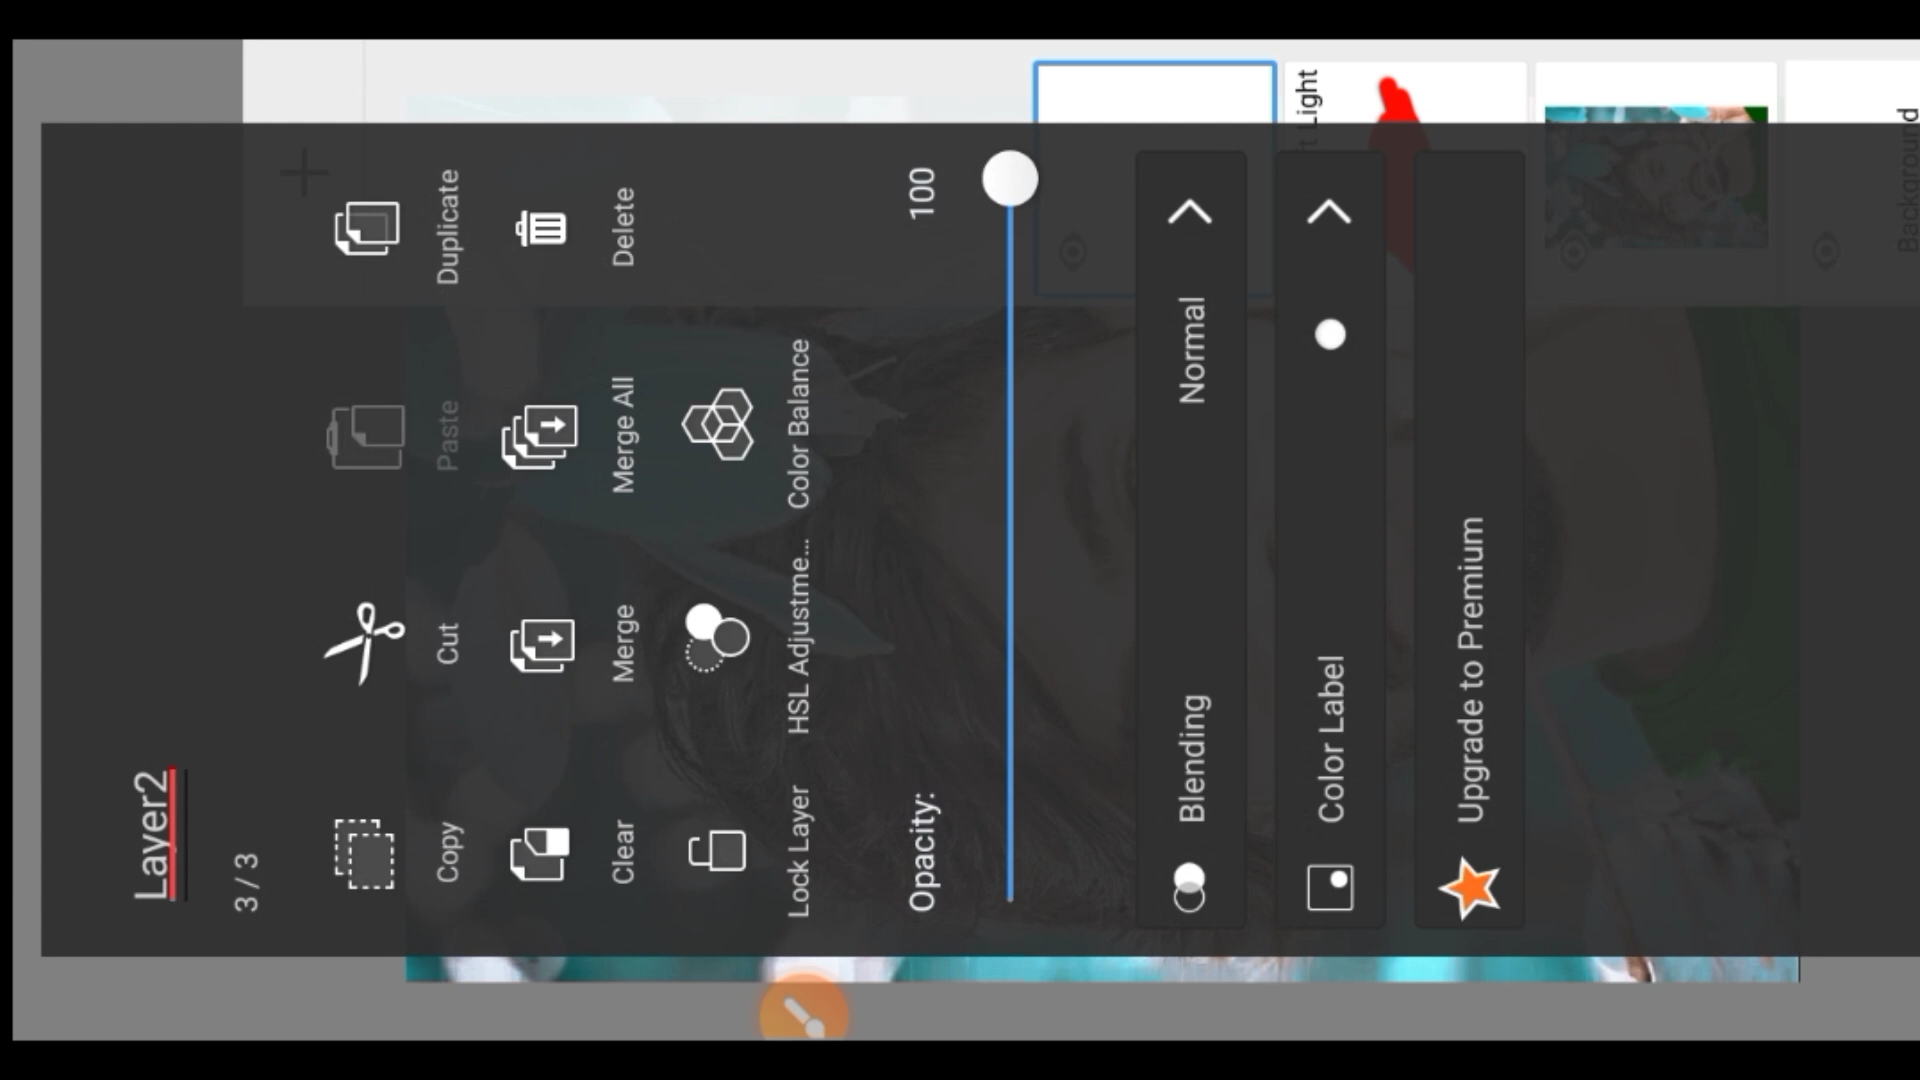 Layer2
3 / 3
Copy
Cut
Paste
Duplicate
Clear
Merge
Merge All
Delete
Lock Layer
HSL Adjustme...
Color Balance
Opacity:
100
Blending
Normal
Color Label
Upgrade to Premium
t Light
Background